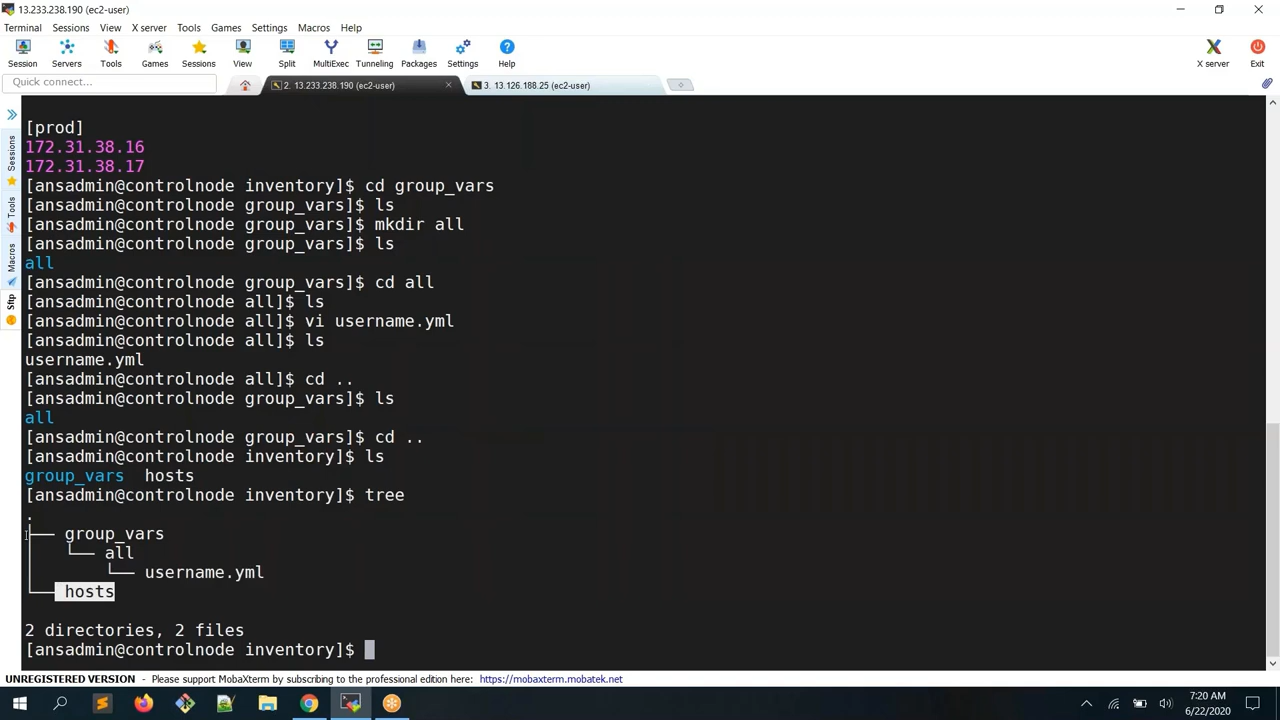 13.233.238.190 (ec2-user)
Terminal Sessions View X server Tools Games Settings Macros Help
Session Servers Tools Games Sessions View Split MultiExec Tunneling Packages Settings Help X server Exit
Quick connect... 2. 13.233.238.190 (ec2-user) 3. 13.126.188.25 (ec2-user)
Sessions
Tools
Macros
Sftp
[prod]
172.31.38.16
172.31.38.17
[ansadmin@controlnode inventory]$ cd group_vars
[ansadmin@controlnode group_vars]$ ls
[ansadmin@controlnode group_vars]$ mkdir all
[ansadmin@controlnode group_vars]$ ls
all
[ansadmin@controlnode group_vars]$ cd all
[ansadmin@controlnode all]$ ls
[ansadmin@controlnode all]$ vi username.yml
[ansadmin@controlnode all]$ ls
username.yml
[ansadmin@controlnode all]$ cd ..
[ansadmin@controlnode group_vars]$ ls
all
[ansadmin@controlnode group_vars]$ cd ..
[ansadmin@controlnode inventory]$ ls
group_vars  hosts
[ansadmin@controlnode inventory]$ tree
.
├── group_vars
│   └── all
│       └── username.yml
└── hosts
2 directories, 2 files
[ansadmin@controlnode inventory]$
UNREGISTERED VERSION - Please support MobaXterm by subscribing to the professional edition here: https://mobaxterm.mobatek.net
7:20 AM
6/22/2020